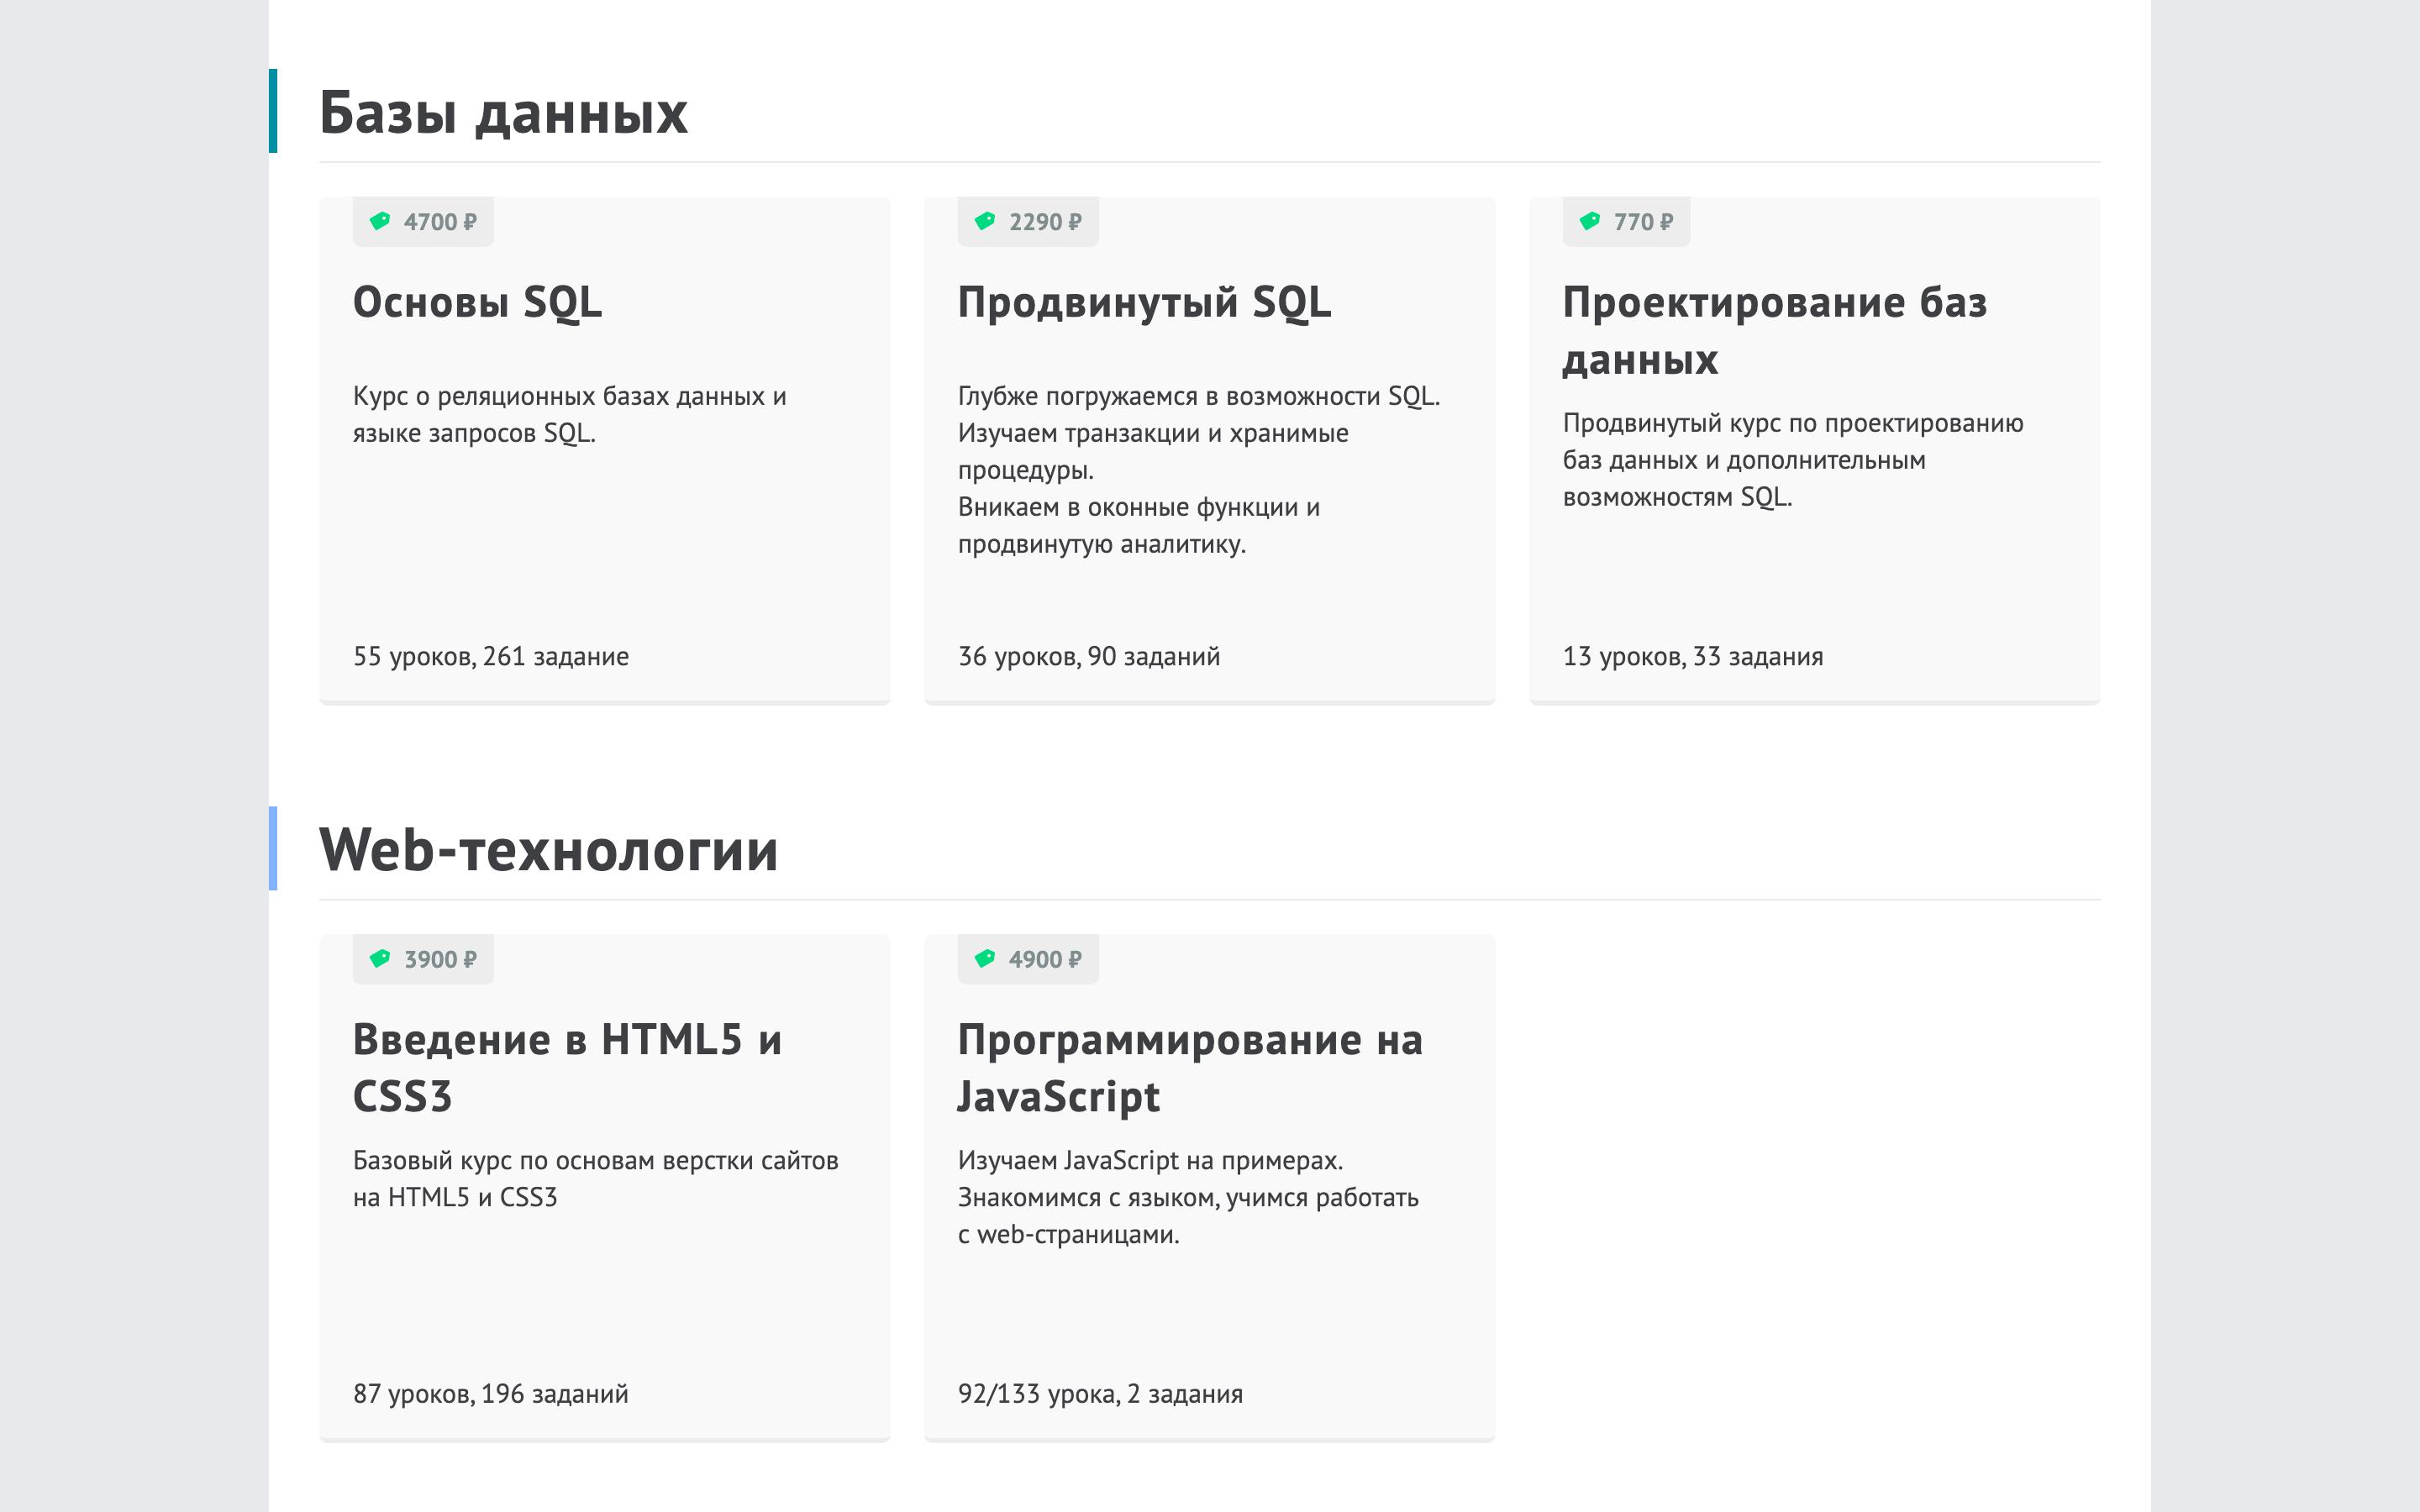 Базы данных
4700 ₽
Основы SQL
Курс о реляционных базах данных и
языке запросов SQL.
55 уроков, 261 задание
2290 ₽
Продвинутый SQL
Глубже погружаемся в возможности SQL.
Изучаем транзакции и хранимые
процедуры.
Вникаем в оконные функции и
продвинутую аналитику.
36 уроков, 90 заданий
770 ₽
Проектирование баз
данных
Продвинутый курс по проектированию
баз данных и дополнительным
возможностям SQL.
13 уроков, 33 задания
Web-технологии
3900 ₽
Введение в HTML5 и
CSS3
Базовый курс по основам верстки сайтов
на HTML5 и CSS3
87 уроков, 196 заданий
4900 ₽
Программирование на
JavaScript
Изучаем JavaScript на примерах.
Знакомимся с языком, учимся работать
с web-страницами.
92/133 урока, 2 задания